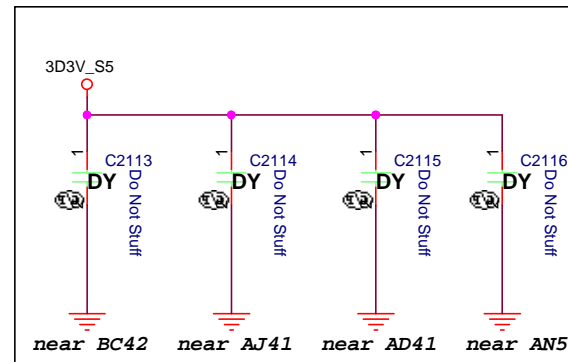 3D3V_S5
1 C2113 DY Do Not Stuff
1 C2114 DY Do Not Stuff
1 C2115 DY Do Not Stuff
1 C2116 DY Do Not Stuff
near BC42 near AJ41 near AD41 near AN5